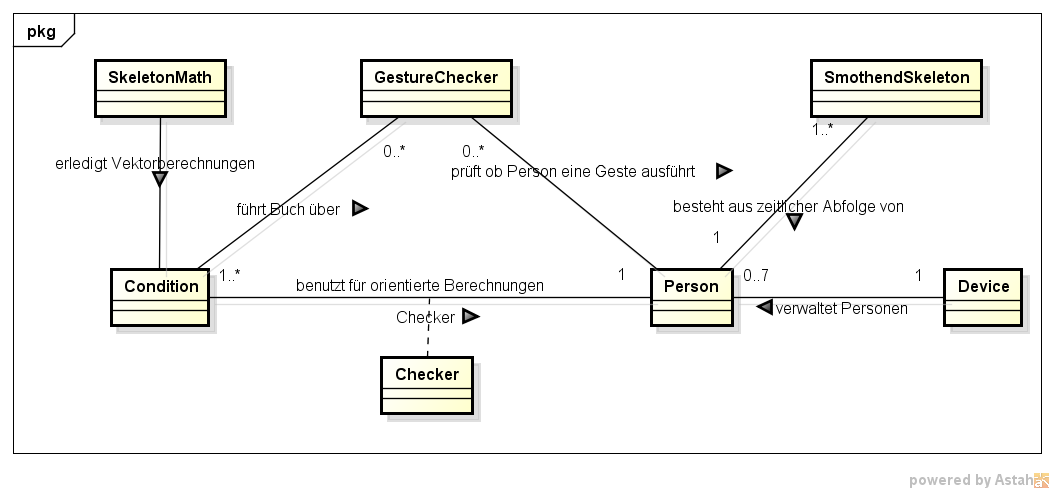 pkg
SkeletonMath
GestureChecker
SmothendSkeleton
1..*
0..*
0..*
erledigt Vektorberechnungen
prüft ob Person eine Geste ausführt
führt Buch über
besteht aus zeitlicher Abfolge von
1
1..*
1
0..7
1
Condition
benutzt für orientierte Berechnungen
Person
Device
verwaltet Personen
Checker
Checker
powered by Astah